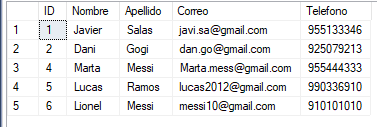 ID Nombre Apellido Correo Telefono
1 1 Javier Salas javi.sa@gmail.com 955133346
2 2 Dani Gogi dan.go@gmail.com 925079213
3 4 Marta Messi Marta.mess@gmail.com 955444333
4 5 Lucas Ramos lucas2012@gmail.com 990336910
5 6 Lionel Messi messi10@gmail.com 910101010